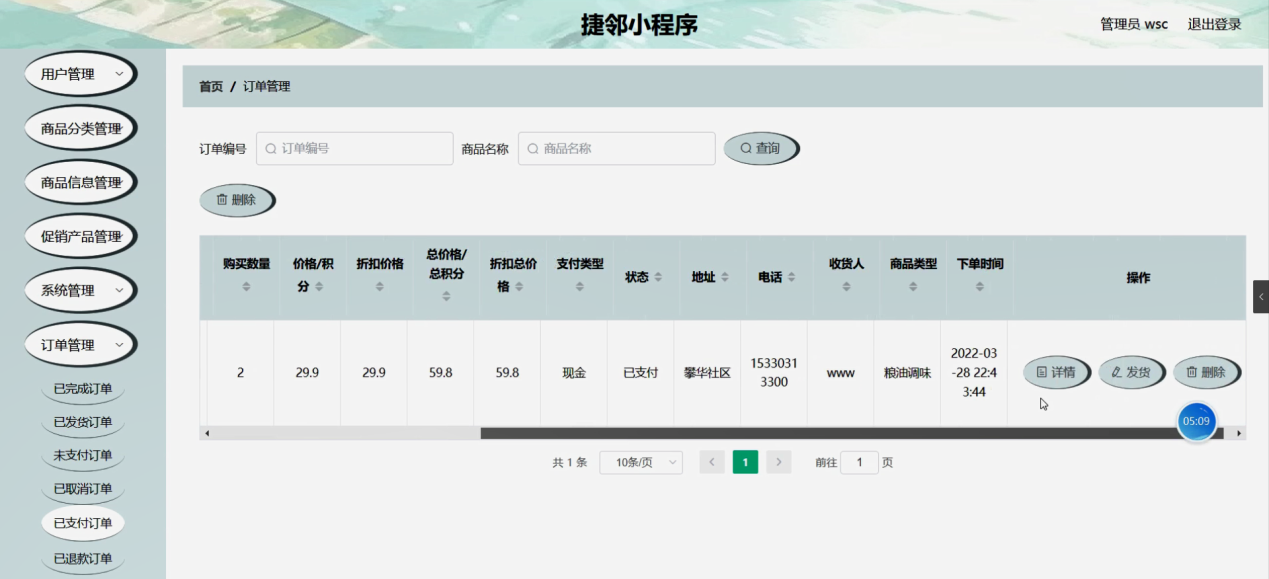 捷邻小程序
管理员 wsc 退出登录
用户管理
商品分类管理
商品信息管理
促销产品管理
系统管理
订单管理
已完成订单
已发货订单
未支付订单
已取消订单
已支付订单
已退款订单
首页 / 订单管理
订单编号 订单编号 商品名称 商品名称 查询
删除
购买数量 价格/积分 折扣价格 总价格/总积分 折扣总价格 支付类型 状态 地址 电话 收货人 商品类型 下单时间 操作
2 29.9 29.9 59.8 59.8 现金 已支付 攀华社区 15330313300 www 粮油调味 2022-03-28 22:43:44 详情 发货 删除
05:09
共 1 条 10条/页 1 前往 1 页